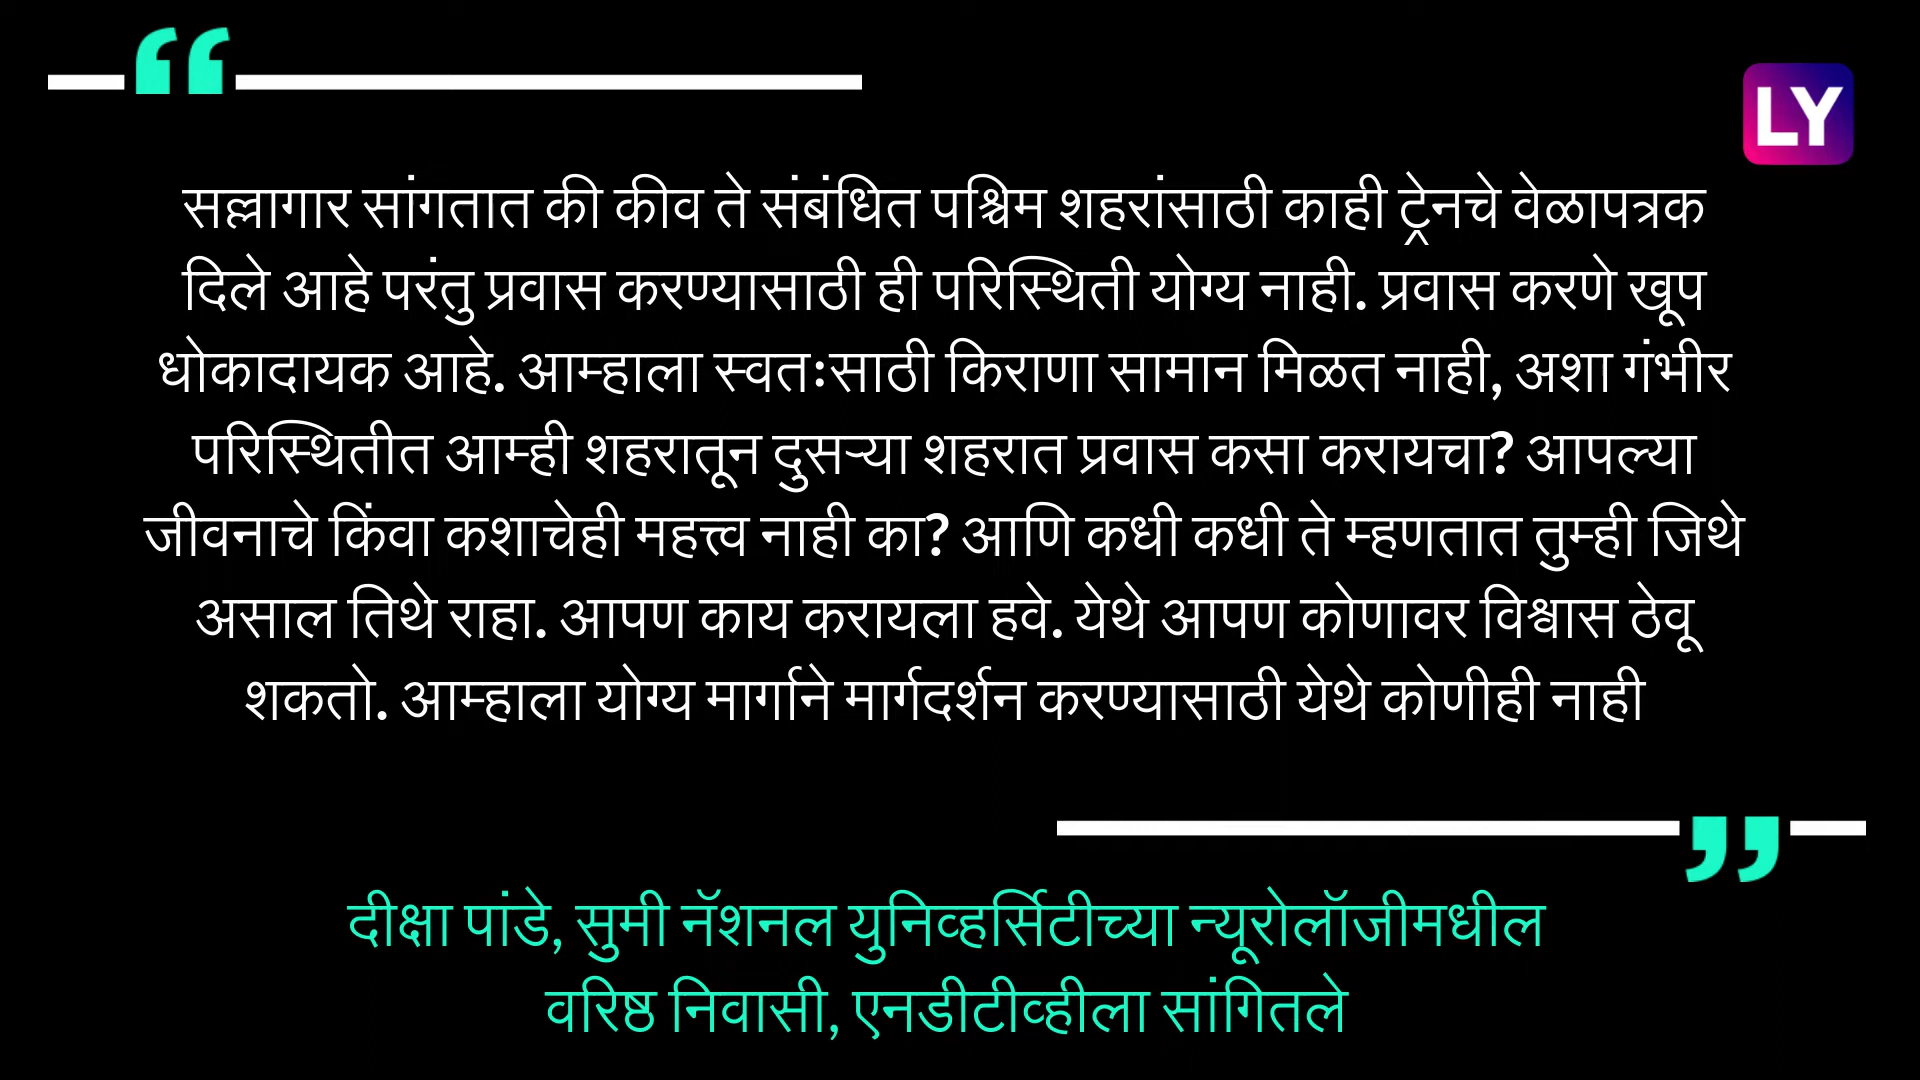 LY
सल्लागार सांगतात की कीव ते संबंधित पश्चिम शहरांसाठी काही ट्रेनचे वेळापत्रक
दिले आहे परंतु प्रवास करण्यासाठी ही परिस्थिती योग्य नाही. प्रवास करणे खूप
धोकादायक आहे. आम्हाला स्वतःसाठी किराणा सामान मिळत नाही, अशा गंभीर
परिस्थितीत आम्ही शहरातून दुसऱ्या शहरात प्रवास कसा करायचा? आपल्या
जीवनाचे किंवा कशाचेही महत्त्व नाही का? आणि कधी कधी ते म्हणतात तुम्ही जिथे
असाल तिथे राहा. आपण काय करायला हवे. येथे आपण कोणावर विश्वास ठेवू
शकतो. आम्हाला योग्य मार्गाने मार्गदर्शन करण्यासाठी येथे कोणीही नाही
दीक्षा पांडे, सुमी नॅशनल युनिव्हर्सिटीच्या न्यूरोलॉजीमधील
वरिष्ठ निवासी, एनडीटीव्हीला सांगितले